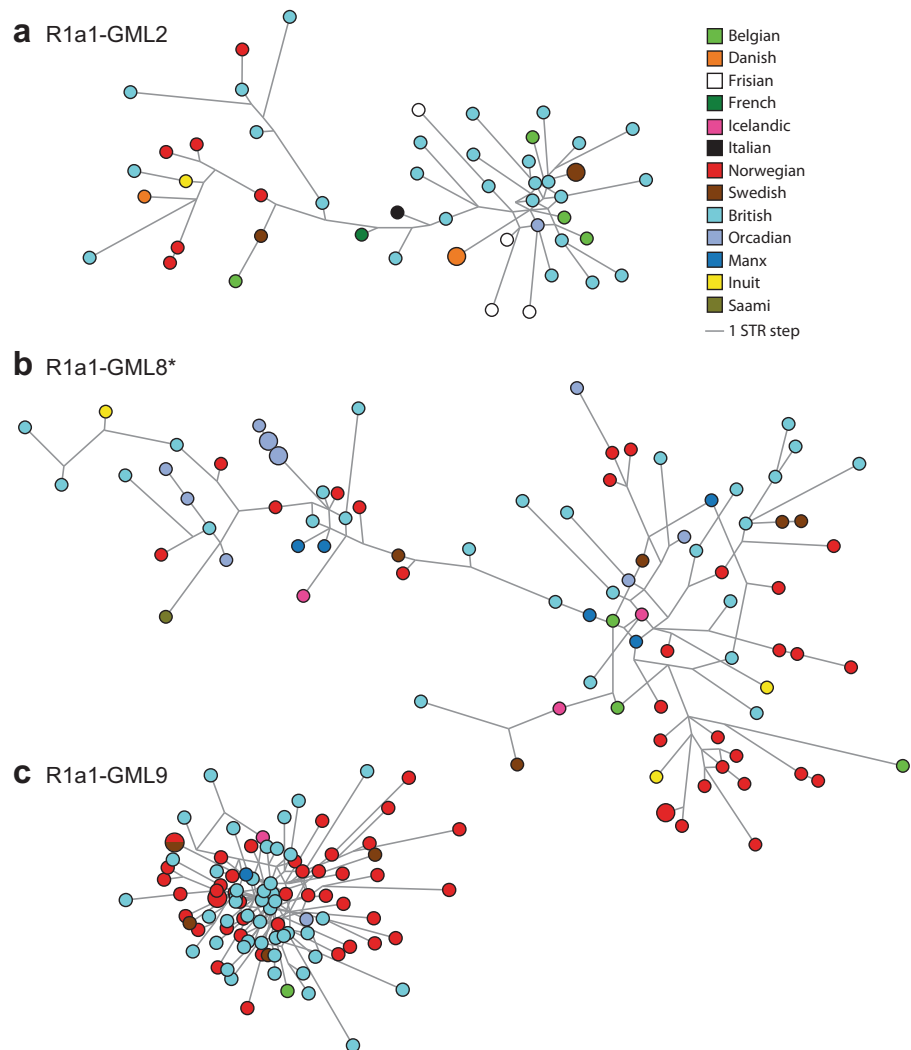 a R1a1-GML2
Belgian
Danish
Frisian
French
Icelandic
Italian
Norwegian
Swedish
British
Orcadian
Manx
Inuit
Saami
1 STR step
b R1a1-GML8*
c R1a1-GML9